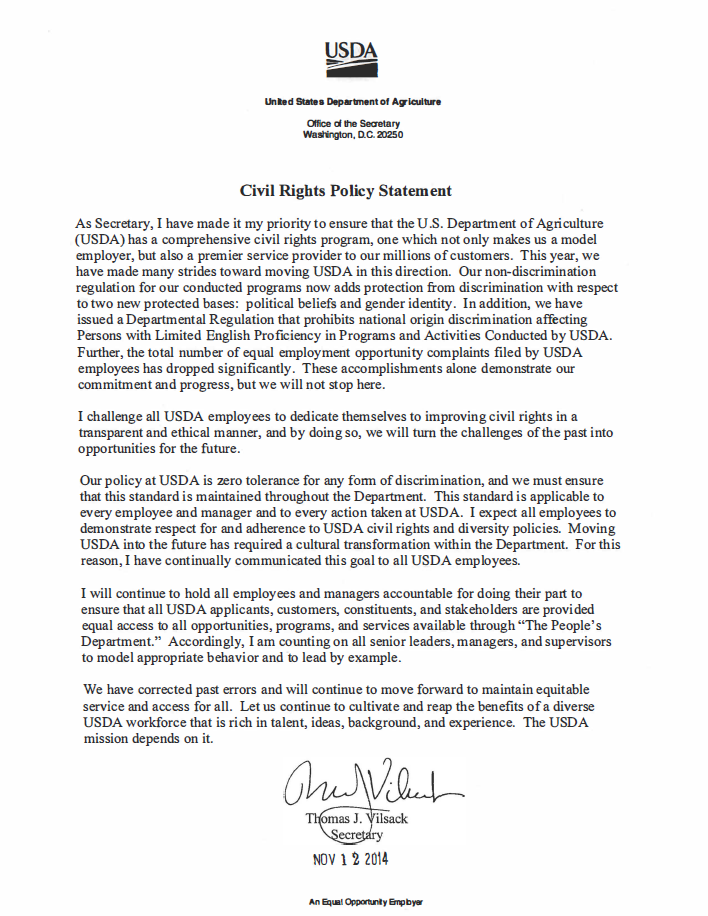 USDA
United States Department of Agriculture
Office of the Secretary
Washington, D.C. 20250
Civil Rights Policy Statement
As Secretary, I have made it my priority to ensure that the U.S. Department of Agriculture
(USDA) has a comprehensive civil rights program, one which not only makes us a model
employer, but also a premier service provider to our millions of customers. This year, we
have made many strides toward moving USDA in this direction. Our non-discrimination
regulation for our conducted programs now adds protection from discrimination with respect
to two new protected bases: political beliefs and gender identity. In addition, we have
issued a Departmental Regulation that prohibits national origin discrimination affecting
Persons with Limited English Proficiency in Programs and Activities Conducted by USDA.
Further, the total number of equal employment opportunity complaints filed by USDA
employees has dropped significantly. These accomplishments alone demonstrate our
commitment and progress, but we will not stop here.
I challenge all USDA employees to dedicate themselves to improving civil rights in a
transparent and ethical manner, and by doing so, we will turn the challenges of the past into
opportunities for the future.
Our policy at USDA is zero tolerance for any form of discrimination, and we must ensure
that this standard is maintained throughout the Department. This standard is applicable to
every employee and manager and to every action taken at USDA. I expect all employees to
demonstrate respect for and adherence to USDA civil rights and diversity policies. Moving
USDA into the future has required a cultural transformation within the Department. For this
reason, I have continually communicated this goal to all USDA employees.
I will continue to hold all employees and managers accountable for doing their part to
ensure that all USDA applicants, customers, constituents, and stakeholders are provided
equal access to all opportunities, programs, and services available through “The People’s
Department.” Accordingly, I am counting on all senior leaders, managers, and supervisors
to model appropriate behavior and to lead by example.
We have corrected past errors and will continue to move forward to maintain equitable
service and access for all. Let us continue to cultivate and reap the benefits of a diverse
USDA workforce that is rich in talent, ideas, background, and experience. The USDA
mission depends on it.
Thomas J. Vilsack
Secretary
NOV 12 2014
An Equal Opportunity Employer